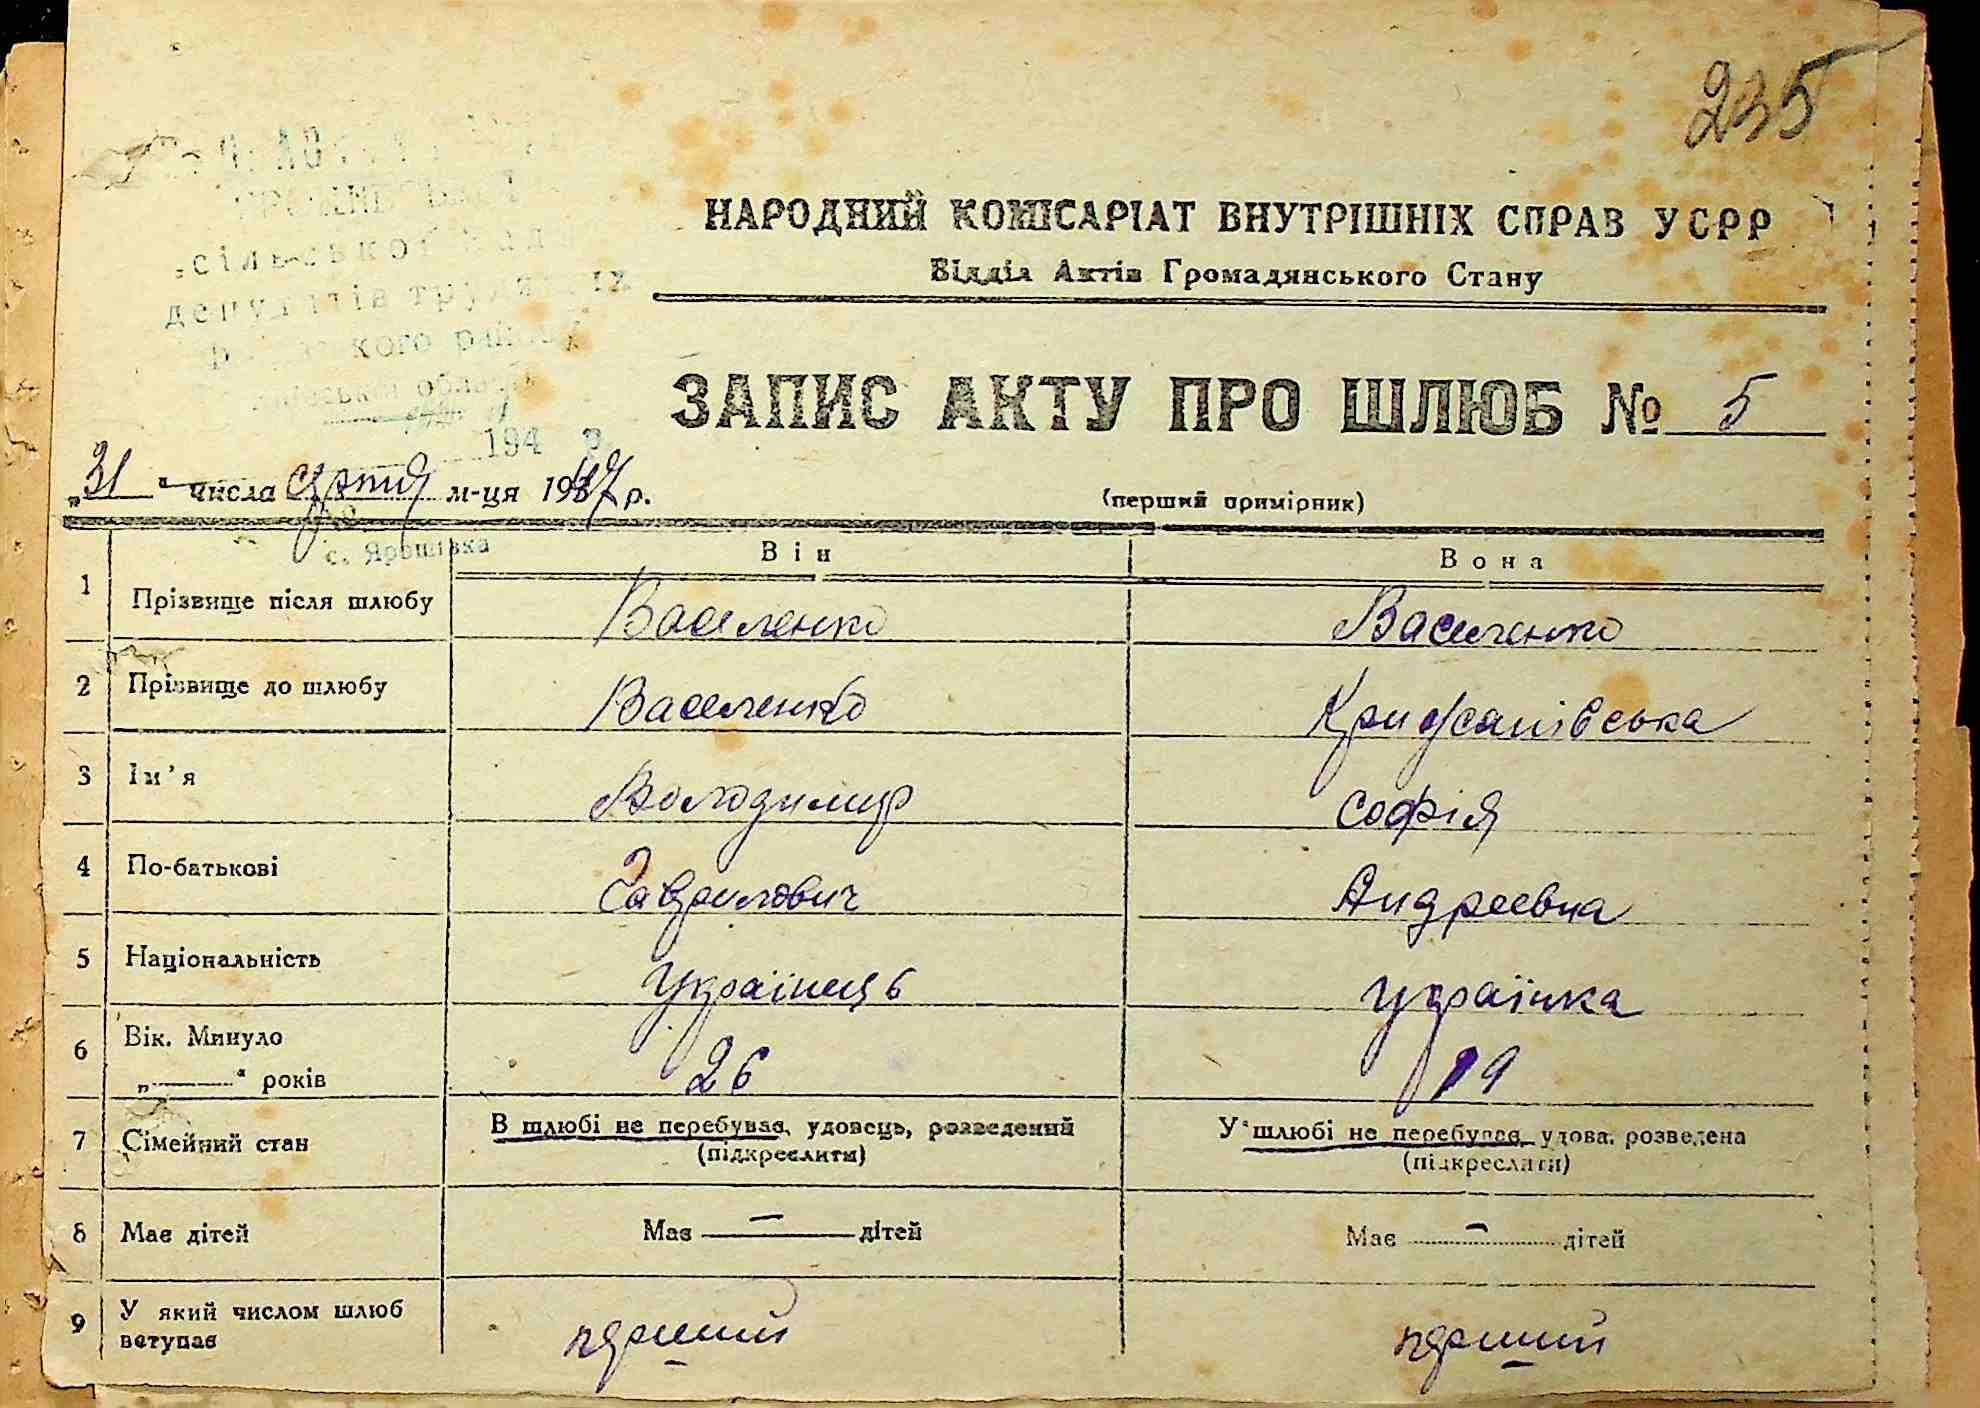 235
НАРОДНИЙ КОМІСАРІАТ ВНУТРІШНІХ СПРАВ УСРР
Відділ Актів Громадянського Стану
сільської
депутатів трудящих
кого району
області
194 р.
ЗАПИС АКТУ ПРО ШЛЮБ № 5
„31“ числа серпня м-ця 1947 р.
(перший примірник)
с. Ярошівка
Він Вона
1 Прізвище після шлюбу Василенко Василенко
2 Прізвище до шлюбу Василенко Крижанівська
3 Ім’я Володимир Софія
4 По-батькові Гаврилович Андреевна
5 Національність Українець Українка
6 Вік. Минуло
„———“ років 26 19
7 Сімейний стан В шлюбі не перебував, удовець, розведений У шлюбі не перебував, удова, розведена
(підкреслити) (підкреслити)
8 Має дітей Має — дітей Має — дітей
9 У який числом шлюб
вступає перший перший